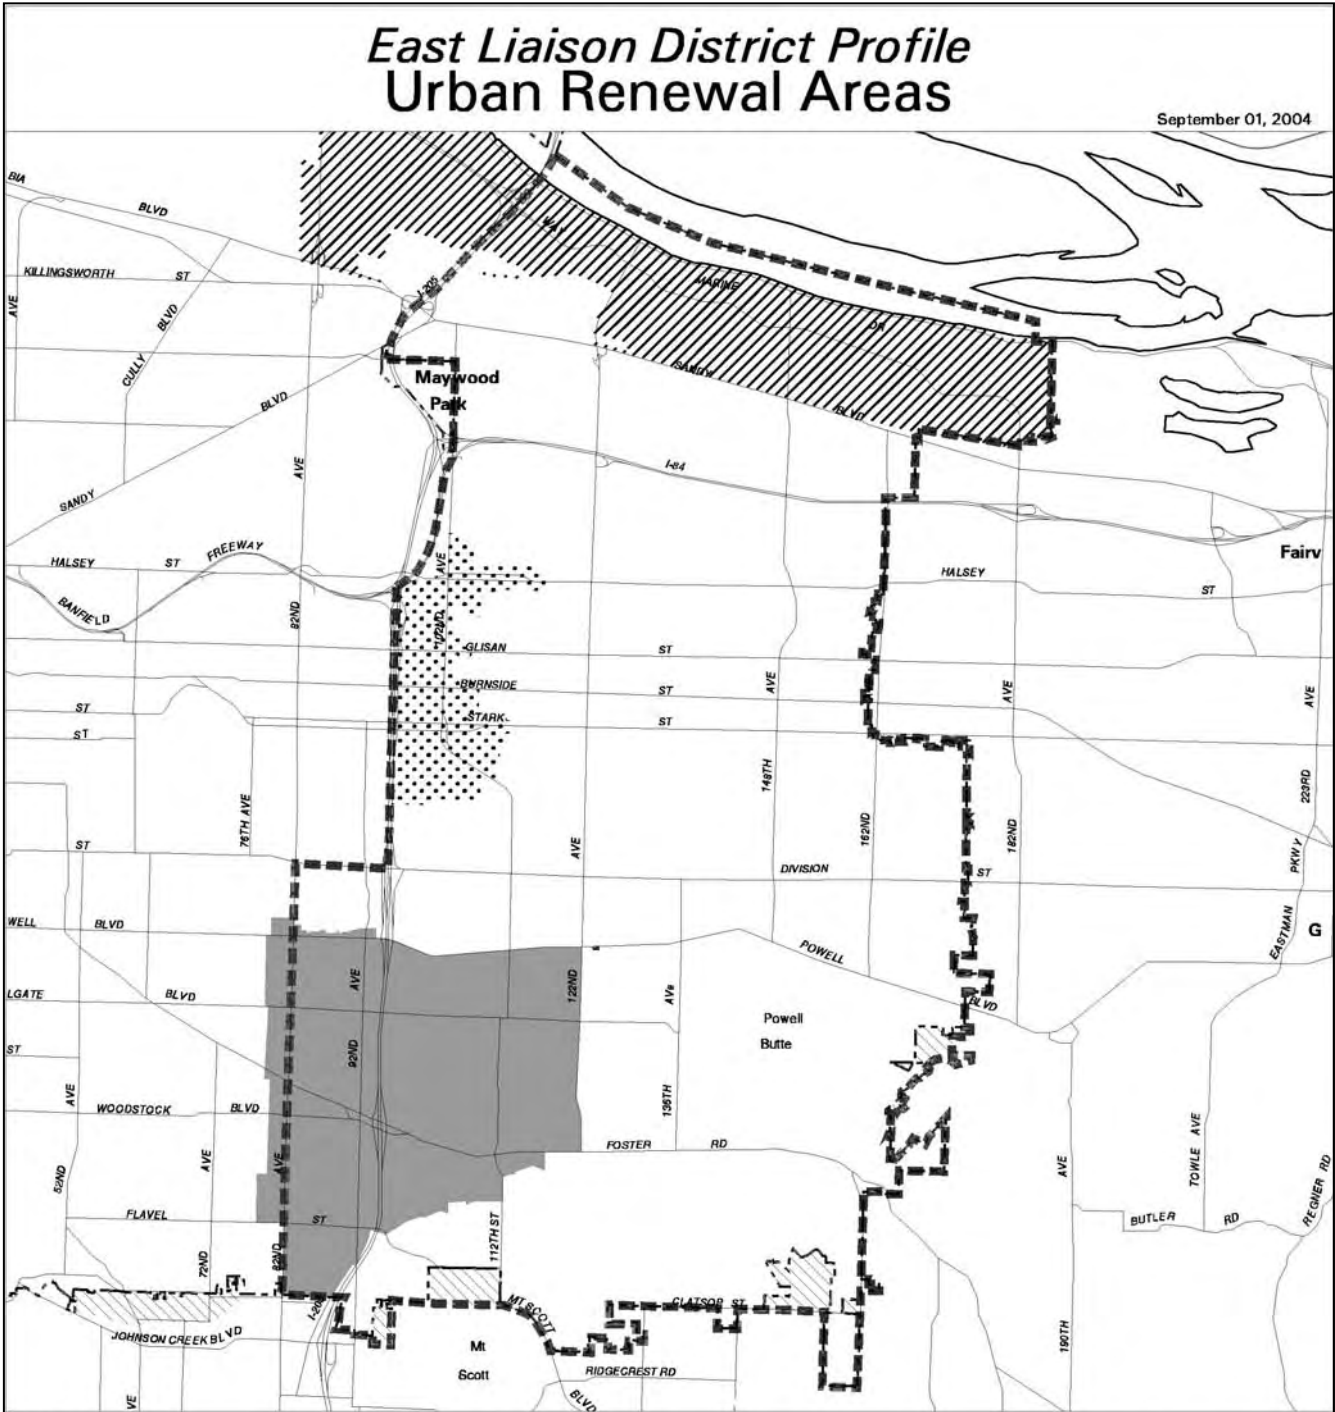 East Liaison District Profile
Urban Renewal Areas
September 01, 2004
BIA
BLVD
KILLINGSWORTH ST
AVE
CULLY
BLVD
WAY
I-205
MARINE
DR
SANDY
BLVD
Maywood
Park
BLVD
AVE
SANDY
I-84
HALSEY ST
FREEWAY
BANFIELD
82ND
AVE
102ND
HALSEY
ST
Fairv
GLISAN ST
BURNSIDE ST
STARK ST
ST
ST
AVE
AVE
AVE
76TH AVE
AVE
148TH
162ND
182ND
223RD
ST
DIVISION ST
PKWY
EASTMAN
G
WELL BLVD
POWELL
BLVD
LGATE BLVD
AVE
122ND
AVE
Powell
Butte
ST
92ND
136TH
AVE
WOODSTOCK BLVD
FOSTER RD
AVE
AVE
52ND
AVE
TOWLE AVE
REGNER RD
FLAVEL ST
BUTLER RD
72ND
82ND
112TH ST
I-205
MT SCOTT
CLATSOP ST
JOHNSON CREEK BLVD
Mt
Scott
RIDGECREST RD
190TH
VE
BLVD